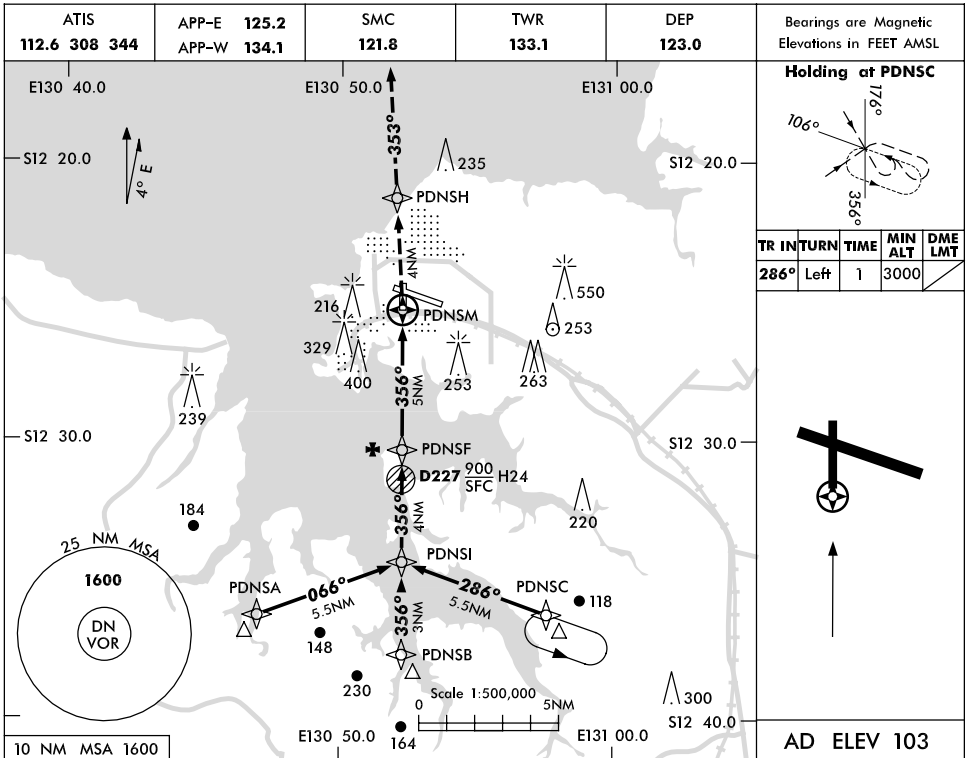 ATIS
112.6 308 344
APP-E 125.2
APP-W 134.1
SMC
121.8
TWR
133.1
DEP
123.0
Bearings are Magnetic
Elevations in FEET AMSL
E130 40.0
E130 50.0
E131 00.0
S12 20.0
4° E
353°
235
S12 20.0
PDNSH
4NM
216
PDNSM
550
329
253
400
253
263
356°
5NM
239
S12 30.0
PDNSF
S12 30.0
D227 900 H24
SFC
184
220
356°
4NM
25 NM MSA
1600
DN
VOR
PDNSI
PDNSA
066°
5.5NM
286°
5.5NM
PDNSC
118
148
356°
3NM
PDNSB
230
Scale 1:500,000
0 5NM
300
164
S12 40.0
E130 50.0
E131 00.0
10 NM MSA 1600
Holding at PDNSC
176°
106°
356°
TR IN TURN TIME MIN ALT DME LMT
286° Left 1 3000
AD ELEV 103